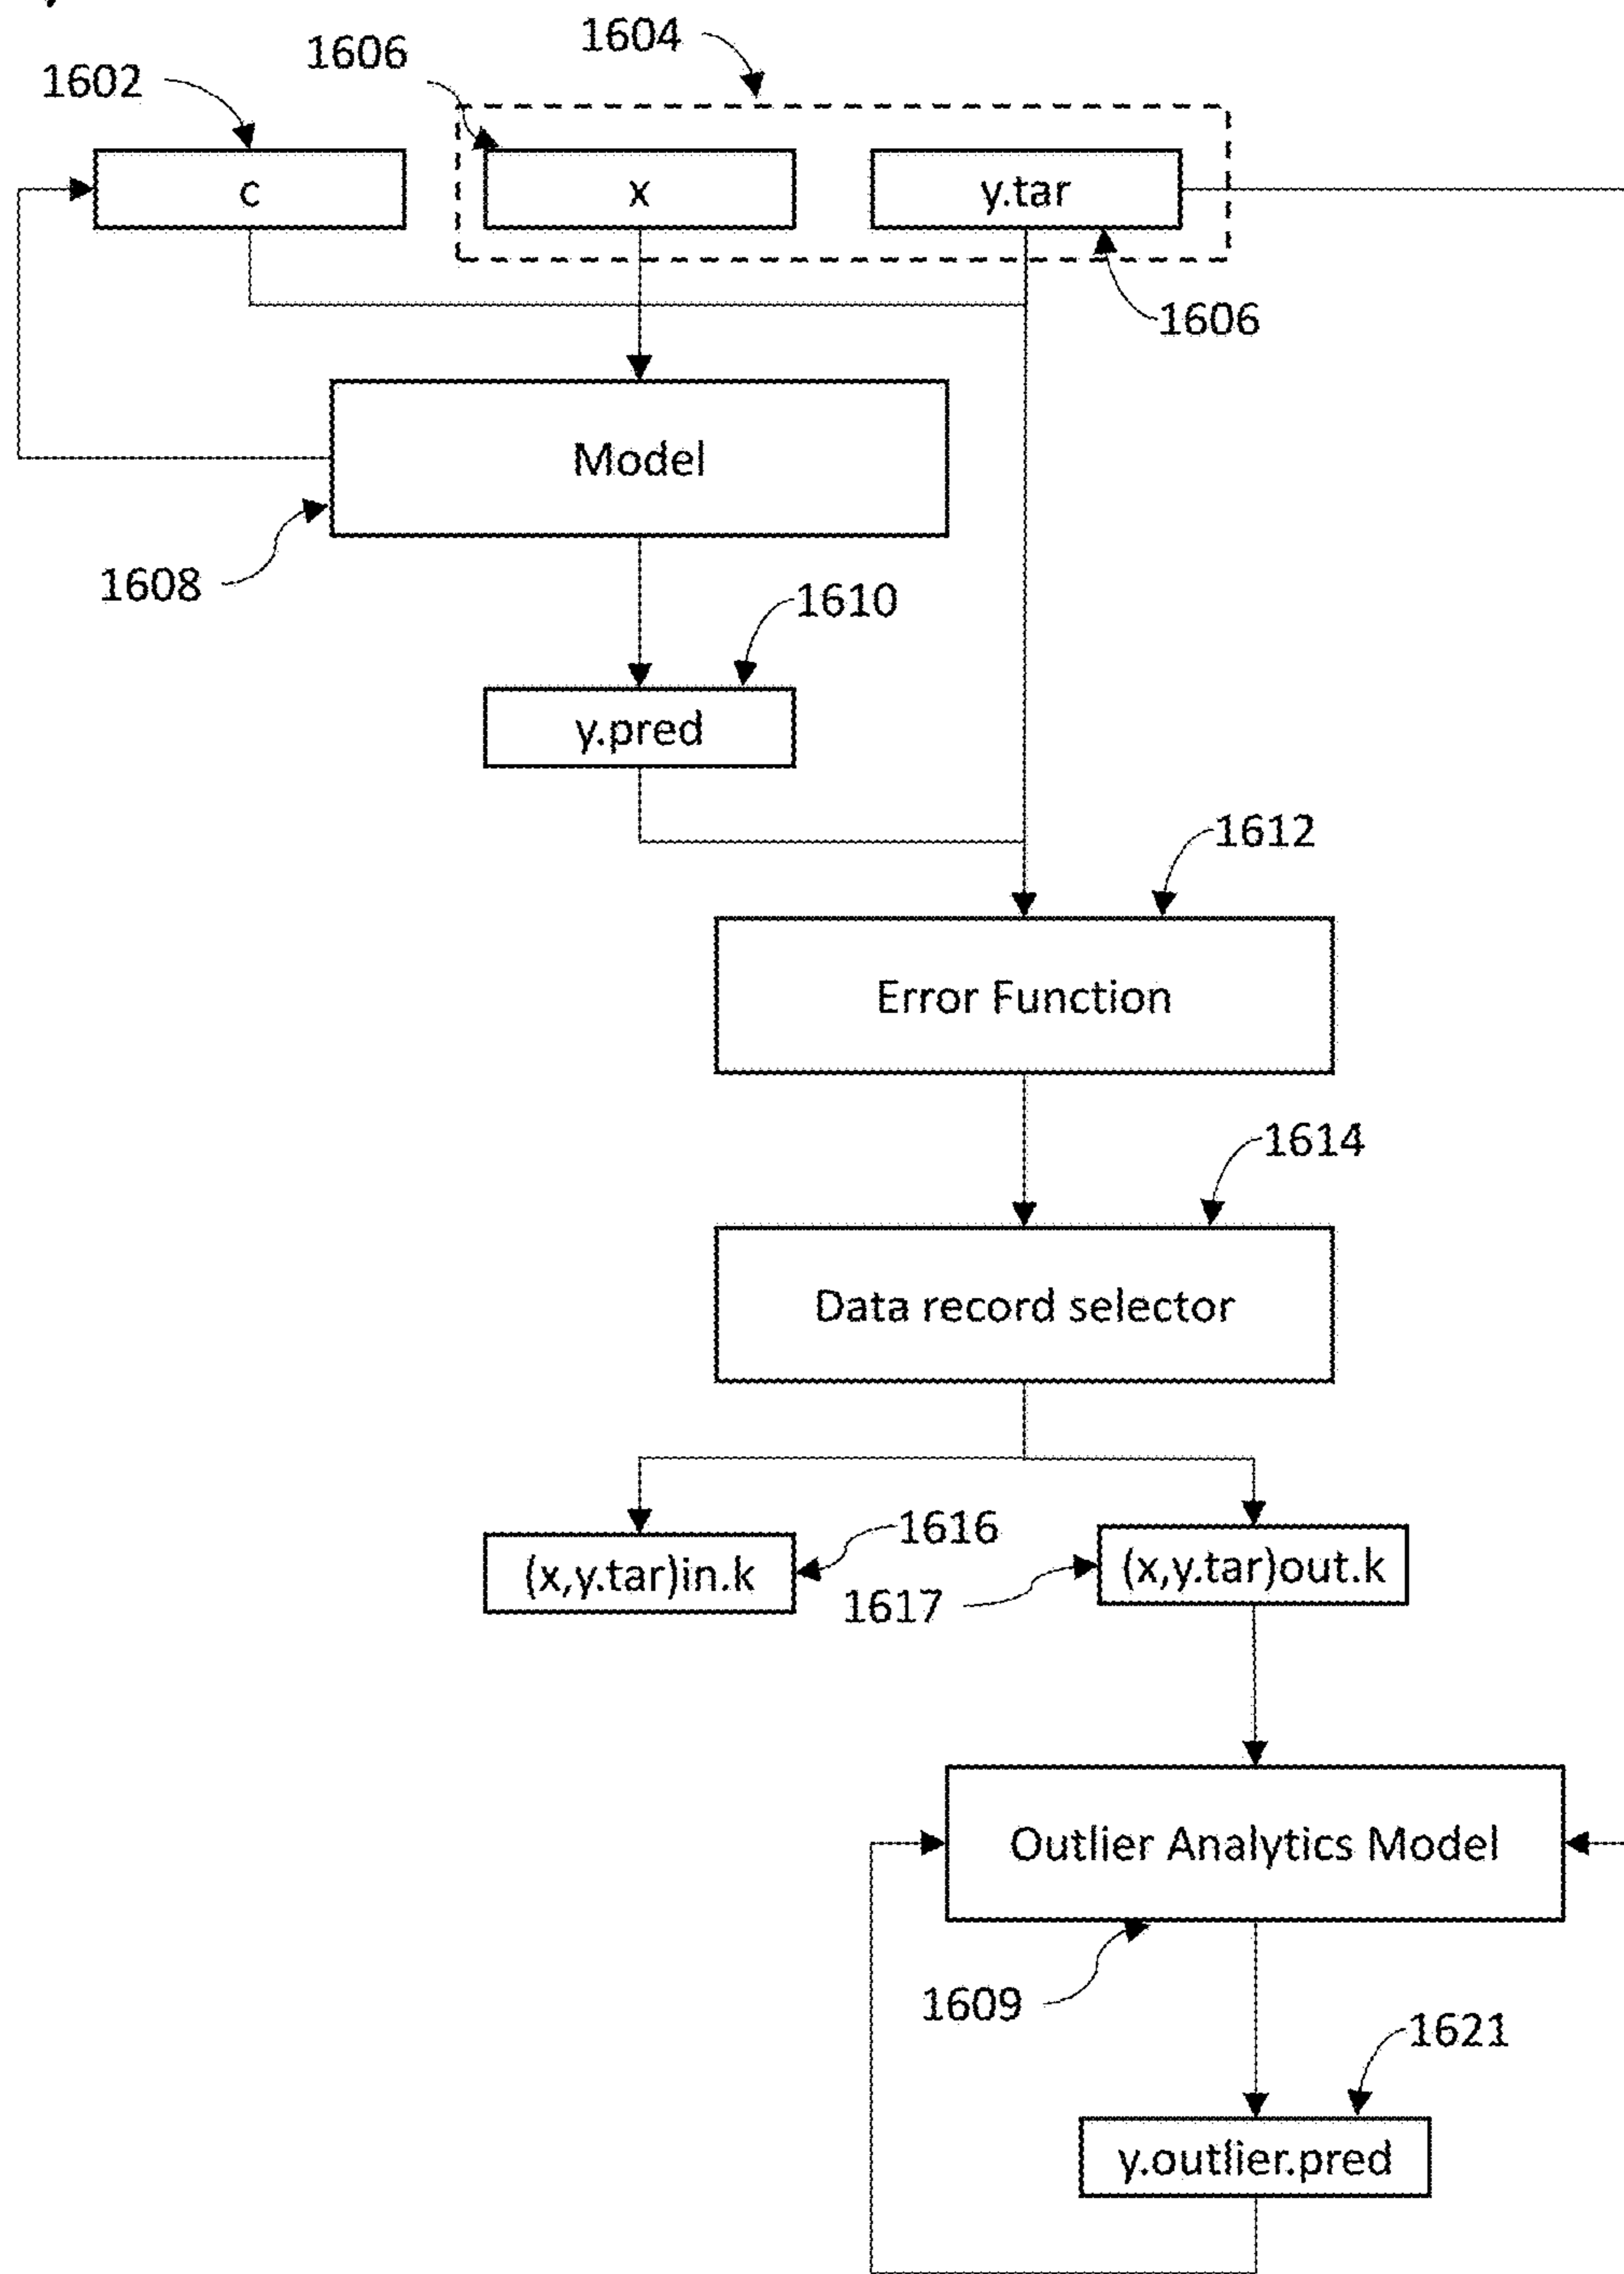 1604
1606
1602
c
x
y.tar
1606
Model
1608
1610
y.pred
1612
Error Function
1614
Data record selector
1616
(x,y.tar)in.k
(x,y.tar)out.k
1617
Outlier Analytics Model
1609
1621
y.outlier.pred